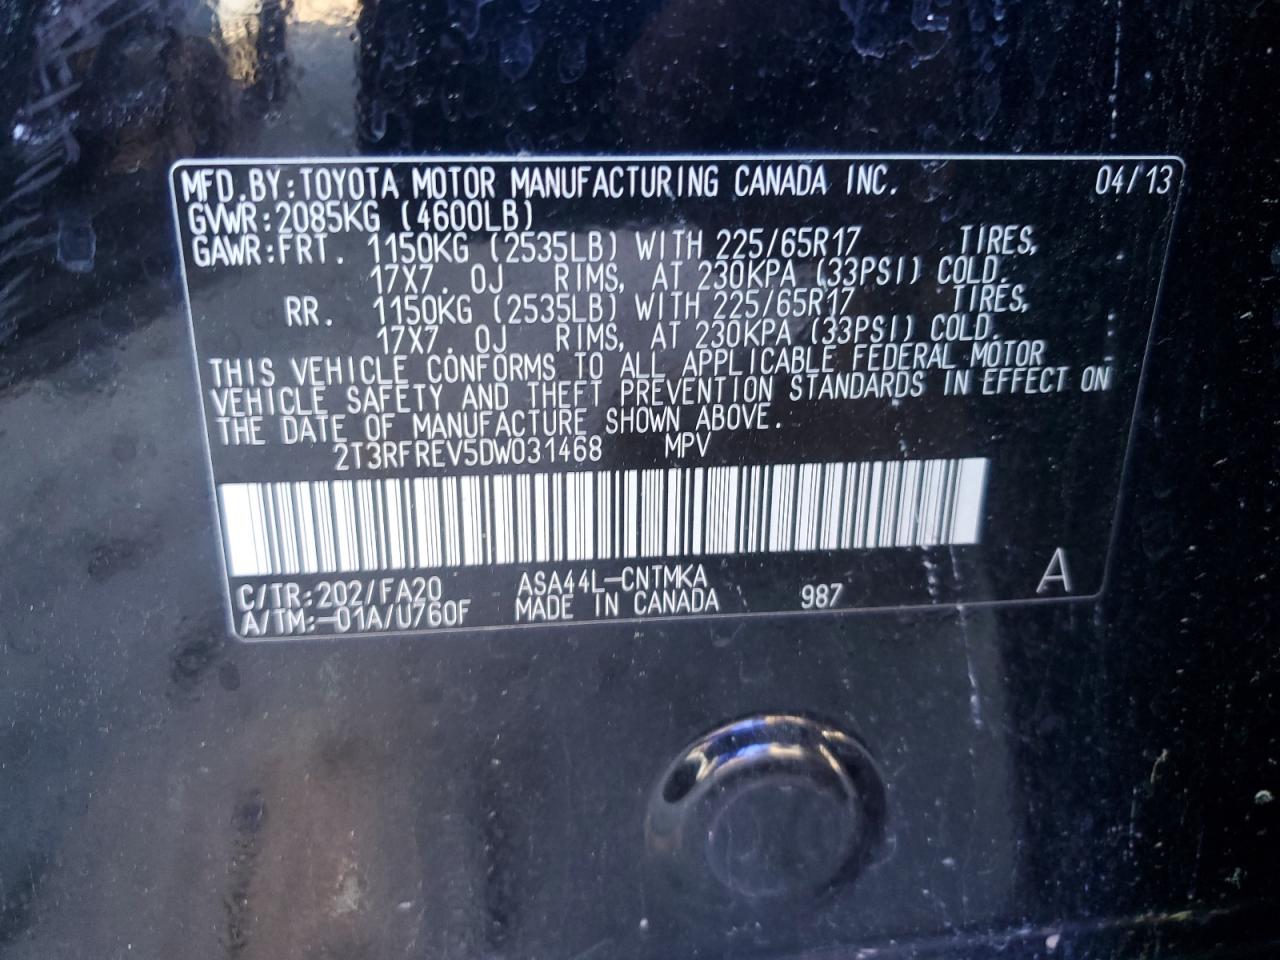 MFD.BY:TOYOTA MOTOR MANUFACTURING CANADA INC. 04/13
GVWR:2085KG (4600LB)
GAWR:FRT. 1150KG (2535LB) WITH 225/65R17 TIRES,
17X7. 0J RIMS, AT 230KPA (33PSI) COLD.
RR. 1150KG (2535LB) WITH 225/65R17 TIRES,
17X7. 0J RIMS, AT 230KPA (33PSI) COLD.
THIS VEHICLE CONFORMS TO ALL APPLICABLE FEDERAL MOTOR
VEHICLE SAFETY AND THEFT PREVENTION STANDARDS IN EFFECT ON
THE DATE OF MANUFACTURE SHOWN ABOVE.
2T3RFREV5DW031468 MPV
C/TR:202/FA20 ASA44L-CNTMKA
A/TM:-01A/U760F MADE IN CANADA 987 A